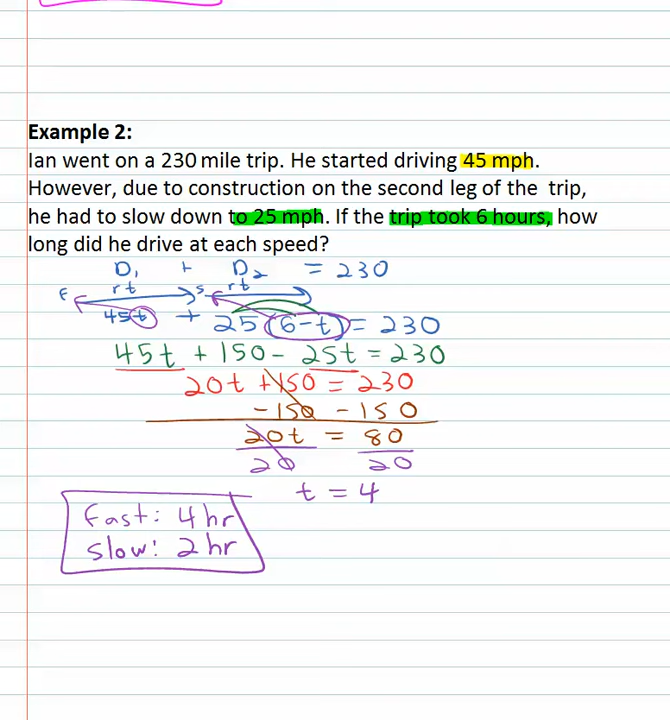 Example 2:
Ian went on a 230 mile trip. He started driving 45 mph.
However, due to construction on the second leg of the trip,
he had to slow down to 25 mph. If the trip took 6 hours, how
long did he drive at each speed?
D₁ + D₂ = 230
F rt s rt
45t + 25(6-t) = 230
45t + 150 - 25t = 230
20t + 150 = 230
-150 -150
20t = 80
20 20
t = 4
fast: 4 hr
slow: 2 hr